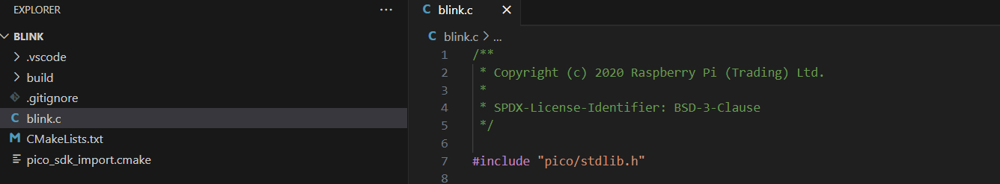 EXPLORER
···
BLINK
.vscode
build
.gitignore
C blink.c
M CMakeLists.txt
pico_sdk_import.cmake
C blink.c ×
C blink.c > ...
1 /**
2  * Copyright (c) 2020 Raspberry Pi (Trading) Ltd.
3  *
4  * SPDX-License-Identifier: BSD-3-Clause
5  */
6
7 #include "pico/stdlib.h"
8